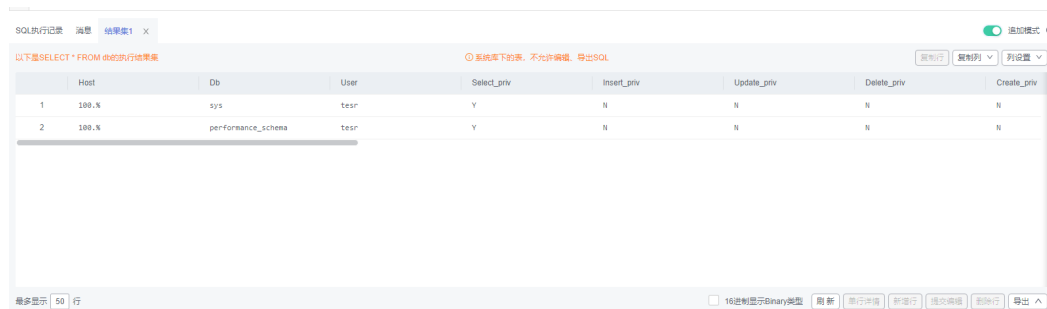 SQL执行记录 消息 结果集1 × 追加模式
以下是SELECT * FROM db的执行结果集 系统库下的表，不允许编辑，导出SQL 复制行 复制列 列设置
Host Db User Select_priv Insert_priv Update_priv Delete_priv Create_priv
1 100.% sys tesr Y N N N N
2 100.% performance_schema tesr Y N N N N
最多显示 50 行 16进制显示Binary类型 刷新 单行详情 新增行 提交编辑 删除行 导出